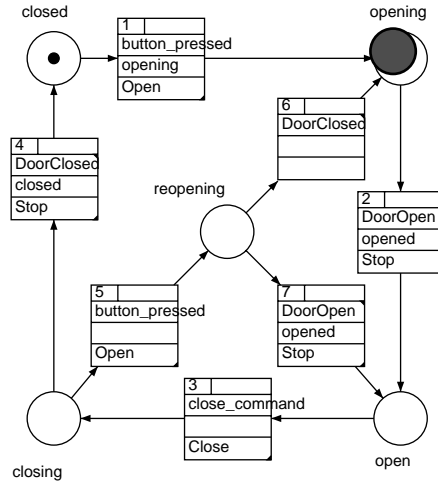 closed
opening
1
button_pressed
opening
Open
6
DoorClosed
4
DoorClosed
closed
Stop
reopening
2
DoorOpen
opened
Stop
5
button_pressed
Open
7
DoorOpen
opened
Stop
3
close_command
Close
closing
open